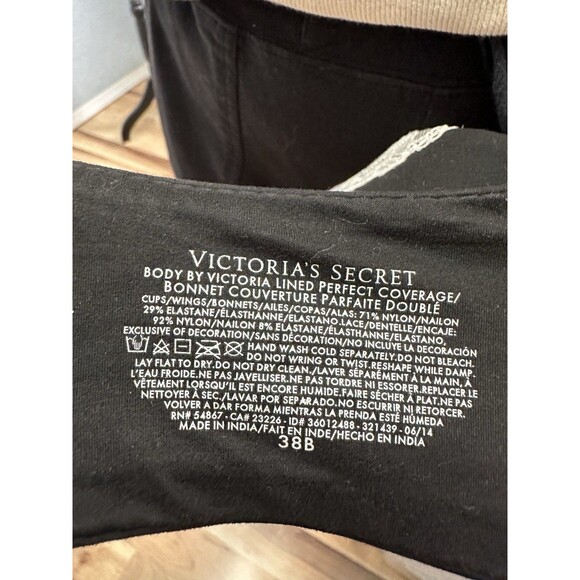 VICTORIA'S SECRET
BODY BY VICTORIA LINED PERFECT COVERAGE/
BONNET COUVERTURE PARFAITE DOUBLÉ
CUPS/WINGS/BONNETS/AILES/COPAS/ALAS: 71% NYLON/NAILON
29% ELASTANE/ÉLASTHANNE/ELASTANO.LACE/DENTELLE/ENCAJE:
92% NYLON/NAILON 8% ELASTANE/ÉLASTHANNE/ELASTANO,
EXCLUSIVE OF DECORATION/SANS DÉCORATION/NO INCLUYE LA DECORACIÓN
HAND WASH COLD SEPARATELY.DO NOT BLEACH.
DO NOT WRING OR TWIST.RESHAPE WHILE DAMP.
LAY FLAT TO DRY.DO NOT DRY CLEAN./LAVER SÉPARÉMENT À LA MAIN, À
L'EAU FROIDE.NE PAS JAVELLISER.NE PAS TORDRE NI ESSORER.REPLACER LE
VÊTEMENT LORSQU'IL EST ENCORE HUMIDE.FAIRE SÉCHER À PLAT.NE PAS
NETTOYER À SEC./LAVAR POR SEPARADO.NO ESCURRIR NI RETORCER.
VOLVER A DAR FORMA MIENTRAS LA PRENDA ESTÉ HÚMEDA
RN# 54867 - CA# 23226 - ID# 36012488 - 321439 - 06/14
MADE IN INDIA/FAIT EN INDE/HECHO EN INDIA
38B